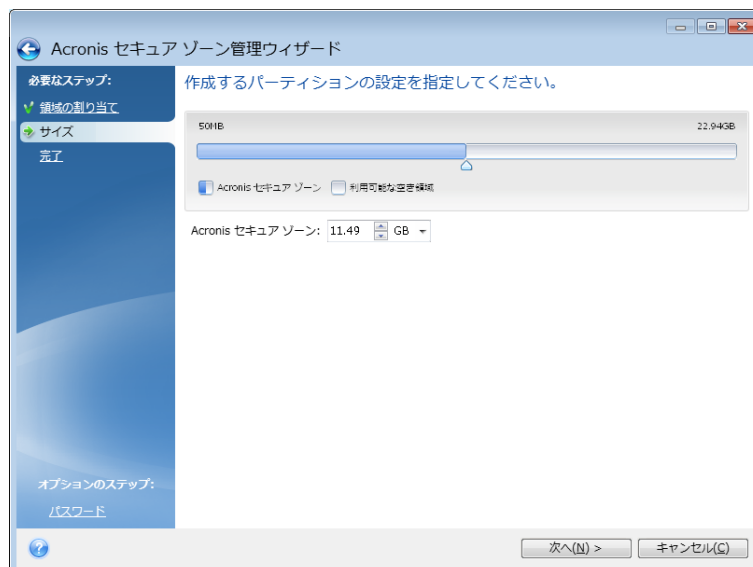 Acronis セキュア ゾーン管理ウィザード
必要なステップ:
領域の割り当て
サイズ
完了
オプションのステップ:
パスワード
作成するパーティションの設定を指定してください。
50MB 22.94GB
Acronis セキュア ゾーン 利用可能な空き領域
Acronis セキュア ゾーン: 11.49 GB
次へ(N) > キャンセル(C)